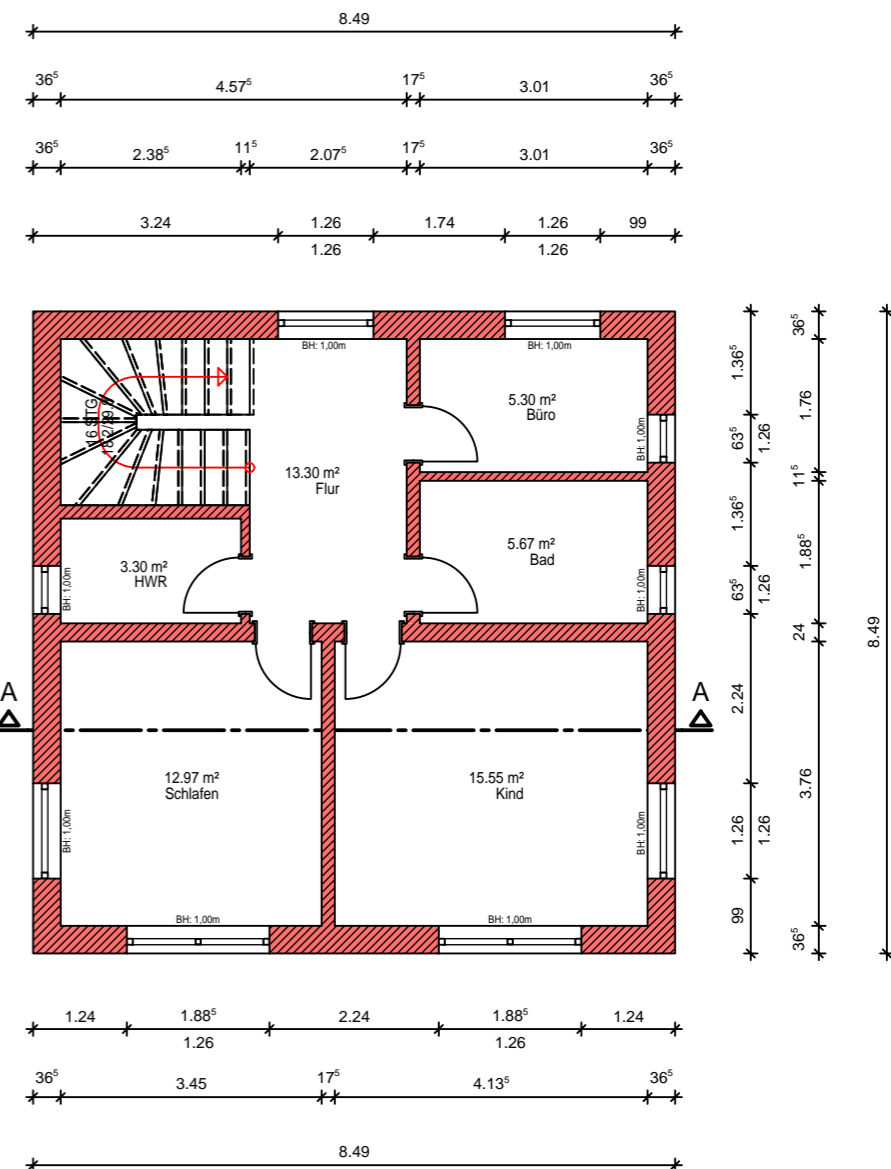 8.49
36⁵ 4.57⁵ 17⁵ 3.01 36⁵
36⁵ 2.38⁵ 11⁵ 2.07⁵ 17⁵ 3.01 36⁵
3.24 1.26 1.74 1.26 99
1.26 1.26
BH: 1,00m
BH: 1,00m
16 STG
5.30 m²
Büro
BH: 1,00m
13.30 m²
Flur
3.30 m²
HWR
BH: 1,00m
5.67 m²
Bad
BH: 1,00m
A
A
12.97 m²
Schlafen
BH: 1,00m
15.55 m²
Kind
BH: 1,00m
BH: 1,00m
BH: 1,00m
1.36⁵
63⁵
1.26
1.36⁵
63⁵
1.26
2.24
1.26
1.26
99
36⁵
1.76
11⁵
1.88⁵
24
3.76
36⁵
8.49
1.24 1.88⁵ 2.24 1.88⁵ 1.24
1.26 1.26
36⁵ 3.45 17⁵ 4.13⁵ 36⁵
8.49